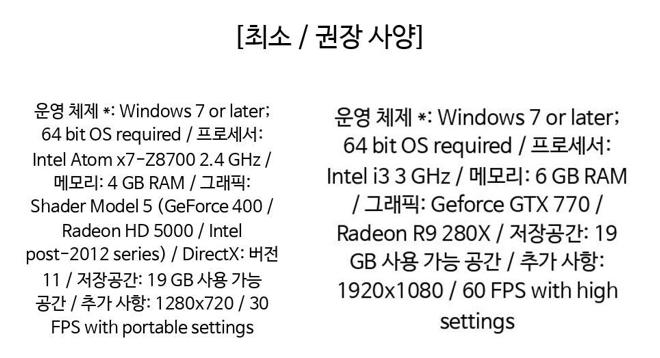 [최소 / 권장 사양]
운영 체제 *: Windows 7 or later;
64 bit OS required / 프로세서:
Intel Atom x7-Z8700 2.4 GHz /
메모리: 4 GB RAM / 그래픽:
Shader Model 5 (GeForce 400 /
Radeon HD 5000 / Intel
post-2012 series) / DirectX: 버전
11 / 저장공간: 19 GB 사용 가능
공간 / 추가 사항: 1280x720 / 30
FPS with portable settings
운영 체제 *: Windows 7 or later;
64 bit OS required / 프로세서:
Intel i3 3 GHz / 메모리: 6 GB RAM
/ 그래픽: Geforce GTX 770 /
Radeon R9 280X / 저장공간: 19
GB 사용 가능 공간 / 추가 사항:
1920x1080 / 60 FPS with high
settings